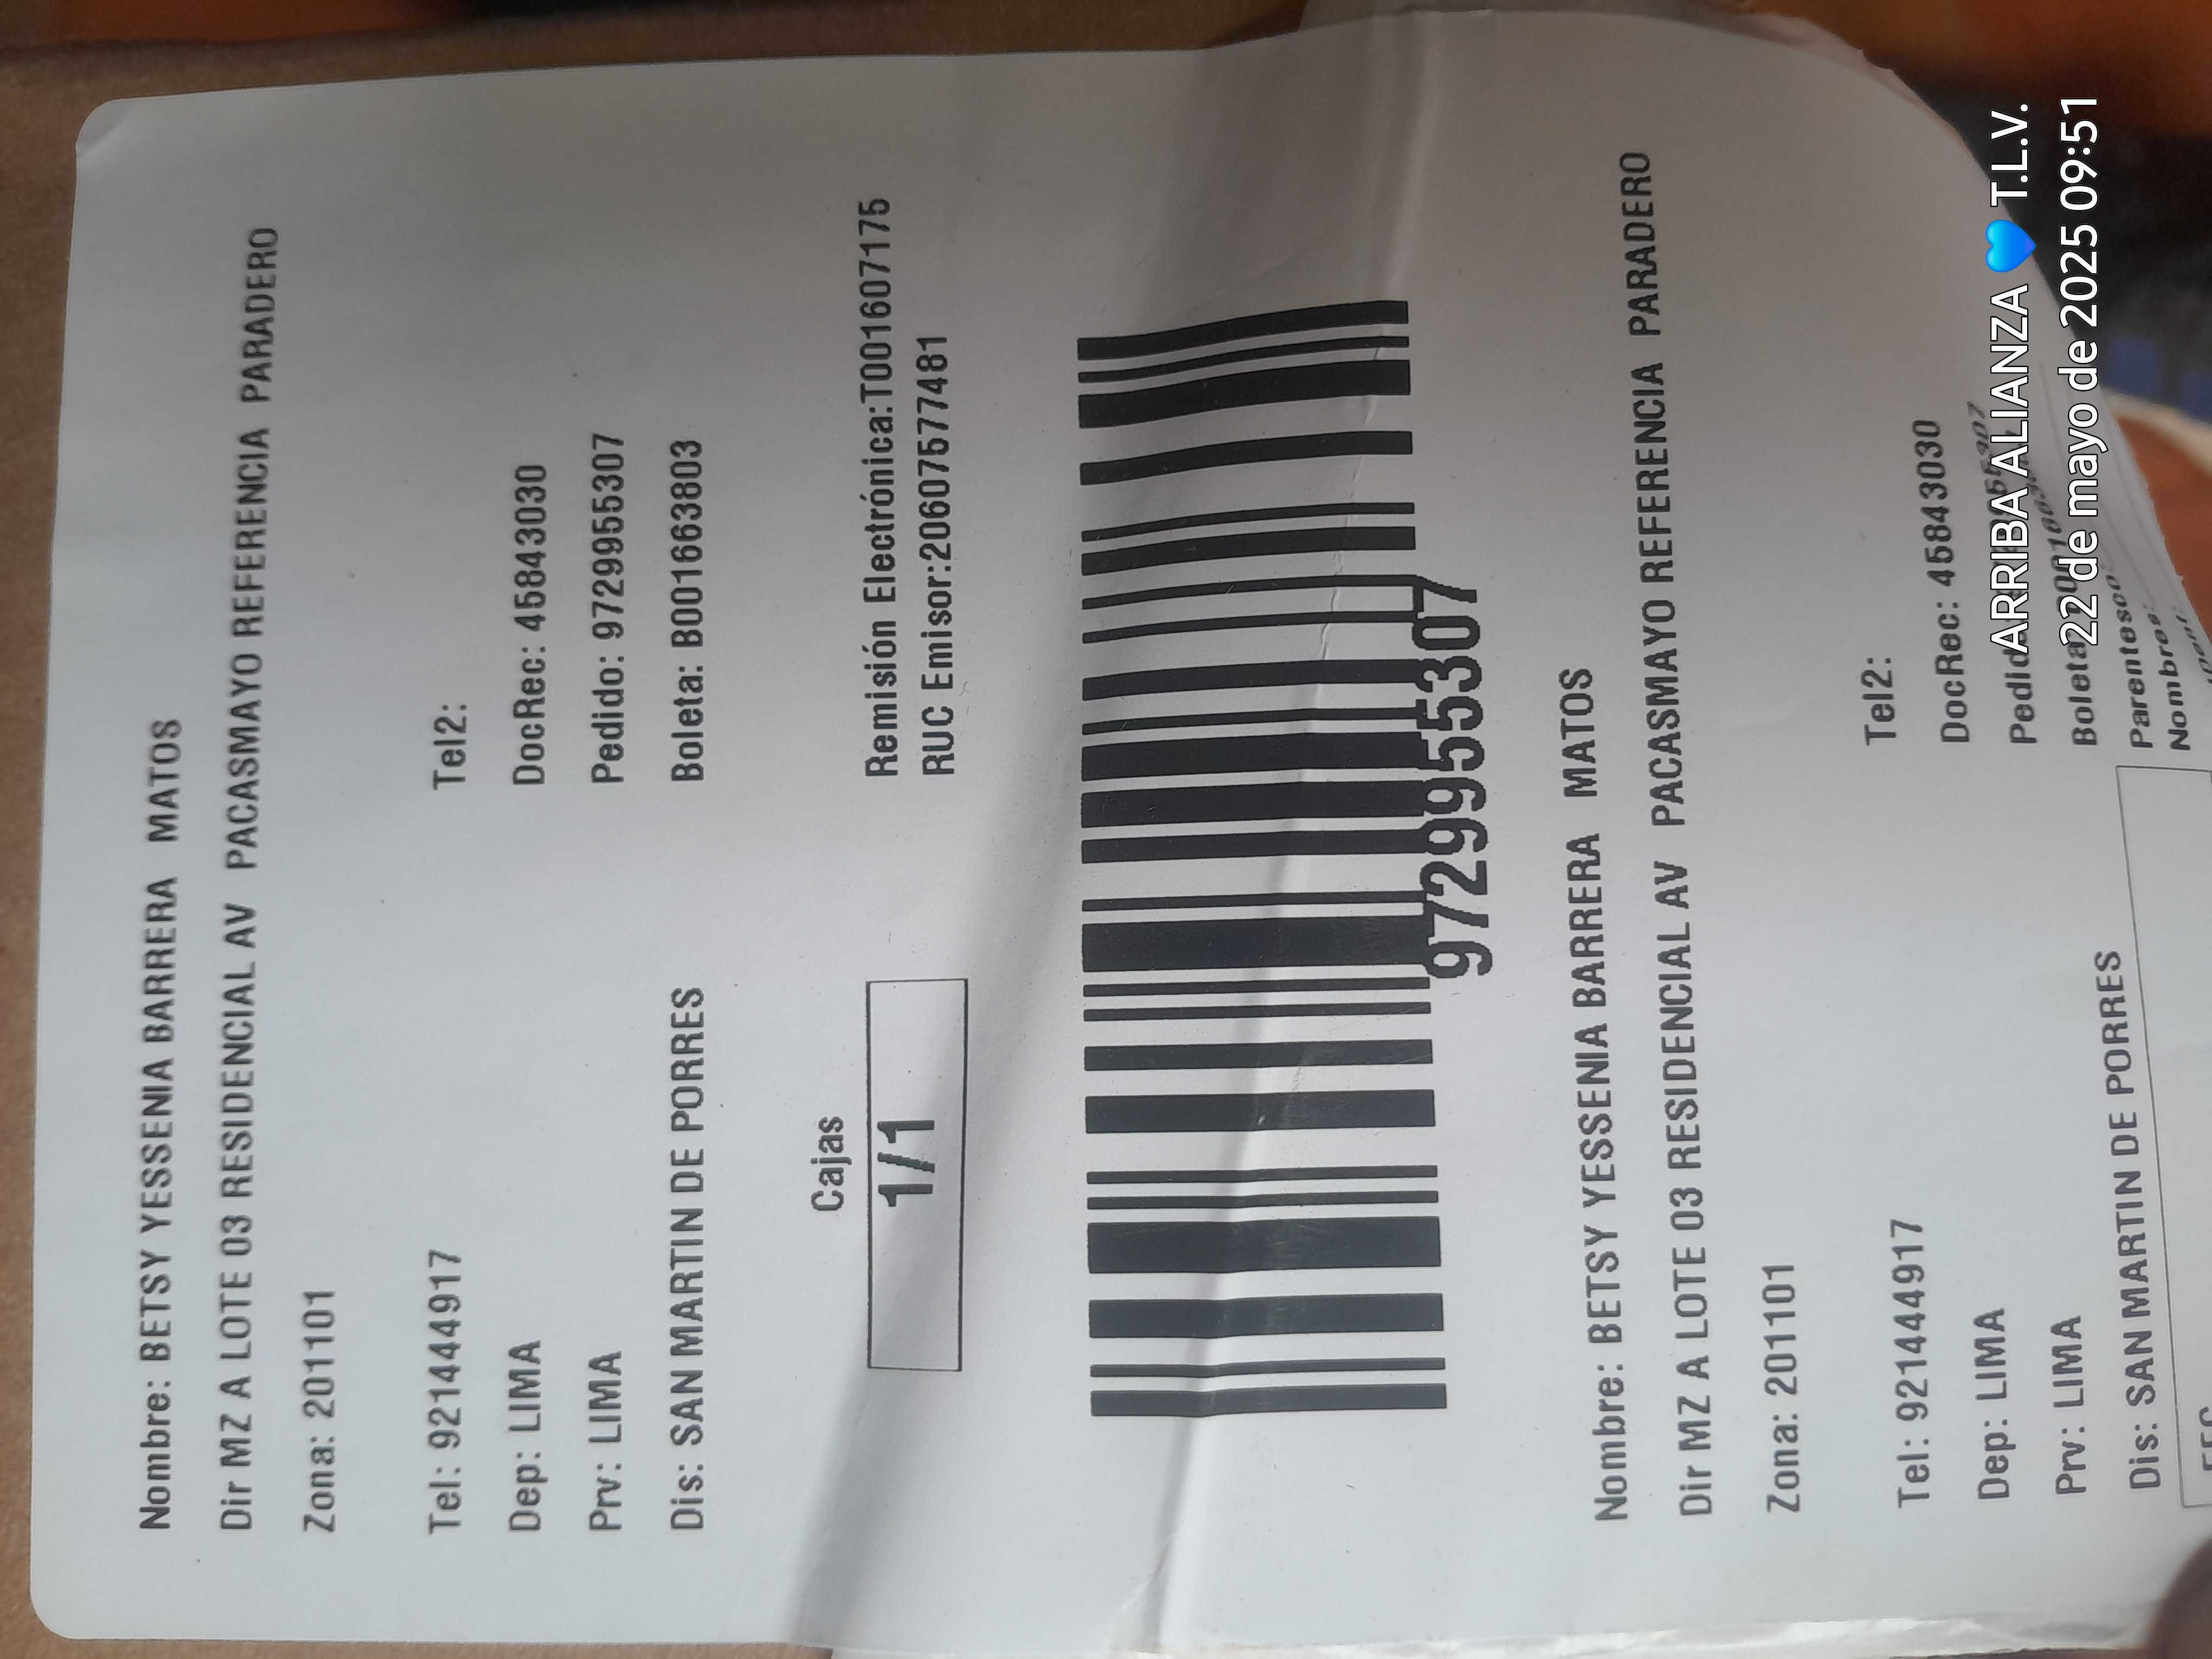 Nombre: BETSY YESSENIA BARRERA MATOS
Dir MZ A LOTE 03 RESIDENCIAL AV PACASMAYO REFERENCIA PARADERO
Zona: 201101
Tel: 921444917 Tel2:
Dep: LIMA DocRec: 45843030
Prv: LIMA Pedido: 9729955307
Dis: SAN MARTIN DE PORRES Boleta: B001663803
Cajas
1/1
Remisión Electrónica:T001607175
RUC Emisor:20607577481
9729955307
Nombre: BETSY YESSENIA BARRERA MATOS
Dir MZ A LOTE 03 RESIDENCIAL AV PACASMAYO REFERENCIA PARADERO
Zona: 201101
Tel: 921444917 Tel2:
Dep: LIMA DocRec: 45843030
Prv: LIMA
Dis: SAN MARTIN DE PORRES Boleta
Parentesco:
Nombres:
ARRIBA ALIANZA 💙 T.L.V.
22 de mayo de 2025 09:51